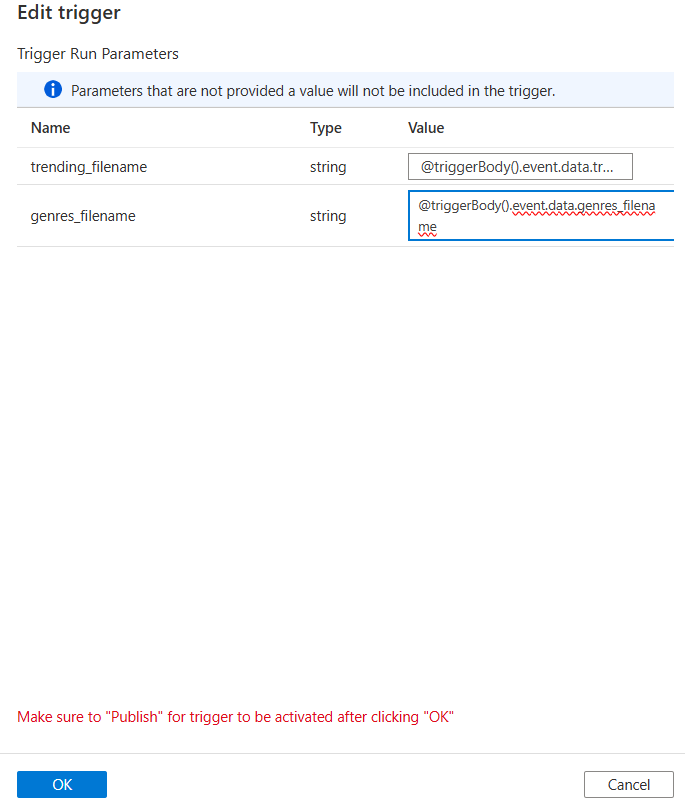 Edit trigger
Trigger Run Parameters
Parameters that are not provided a value will not be included in the trigger.
Name Type Value
trending_filename string @triggerBody().event.data.tr...
genres_filename string @triggerBody().event.data.genres_filena
me
Make sure to "Publish" for trigger to be activated after clicking "OK"
OK Cancel